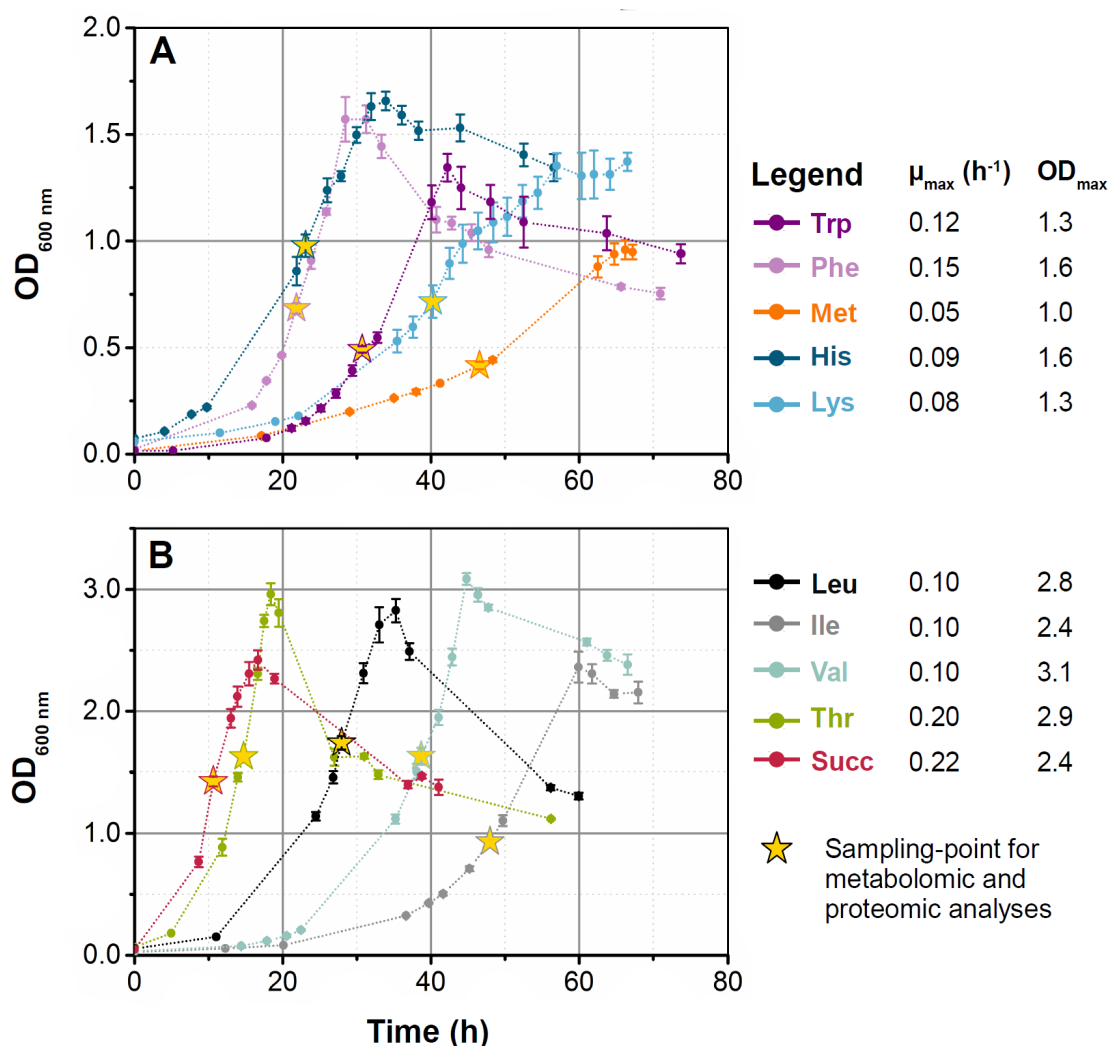 A
2.0
1.5
1.0
0.5
0.0
OD600 nm
0 20 40 60 80
Legend μmax (h-1) ODmax
Trp 0.12 1.3
Phe 0.15 1.6
Met 0.05 1.0
His 0.09 1.6
Lys 0.08 1.3
B
3.0
2.0
1.0
0.0
OD600 nm
0 20 40 60 80
Time (h)
Leu 0.10 2.8
Ile 0.10 2.4
Val 0.10 3.1
Thr 0.20 2.9
Succ 0.22 2.4
Sampling-point for
metabolomic and
proteomic analyses